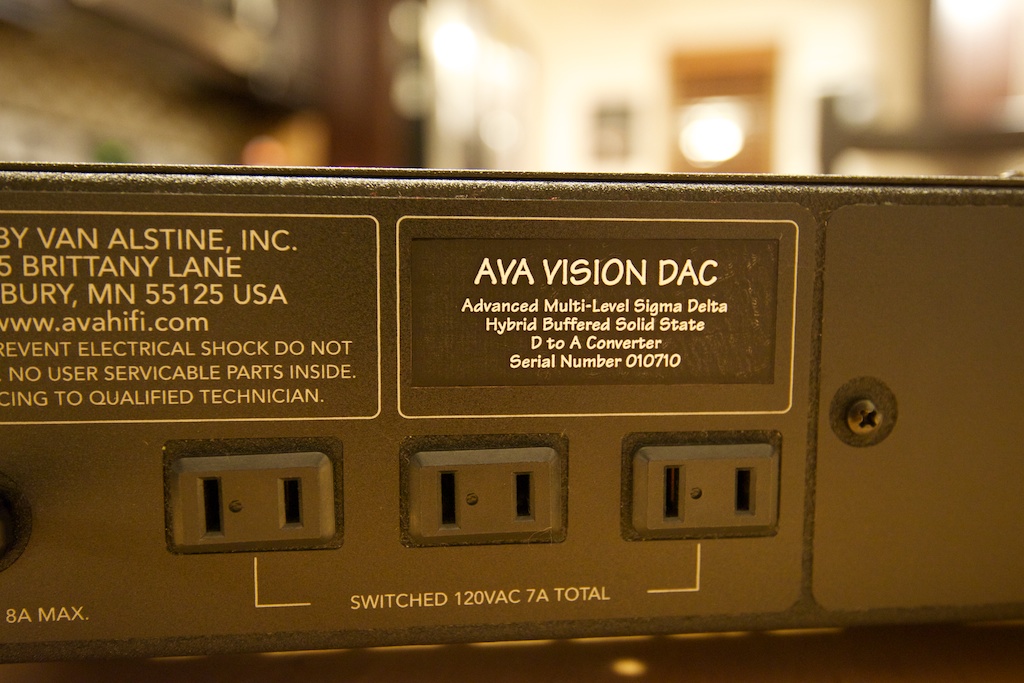 BY VAN ALSTINE, INC.
5 BRITTANY LANE
BURY, MN 55125 USA
www.avahifi.com
REVENT ELECTRICAL SHOCK DO NOT
. NO USER SERVICABLE PARTS INSIDE.
CING TO QUALIFIED TECHNICIAN.
AVA VISION DAC
Advanced Multi-Level Sigma Delta
Hybrid Buffered Solid State
D to A Converter
Serial Number 010710
8A MAX.
SWITCHED 120VAC 7A TOTAL